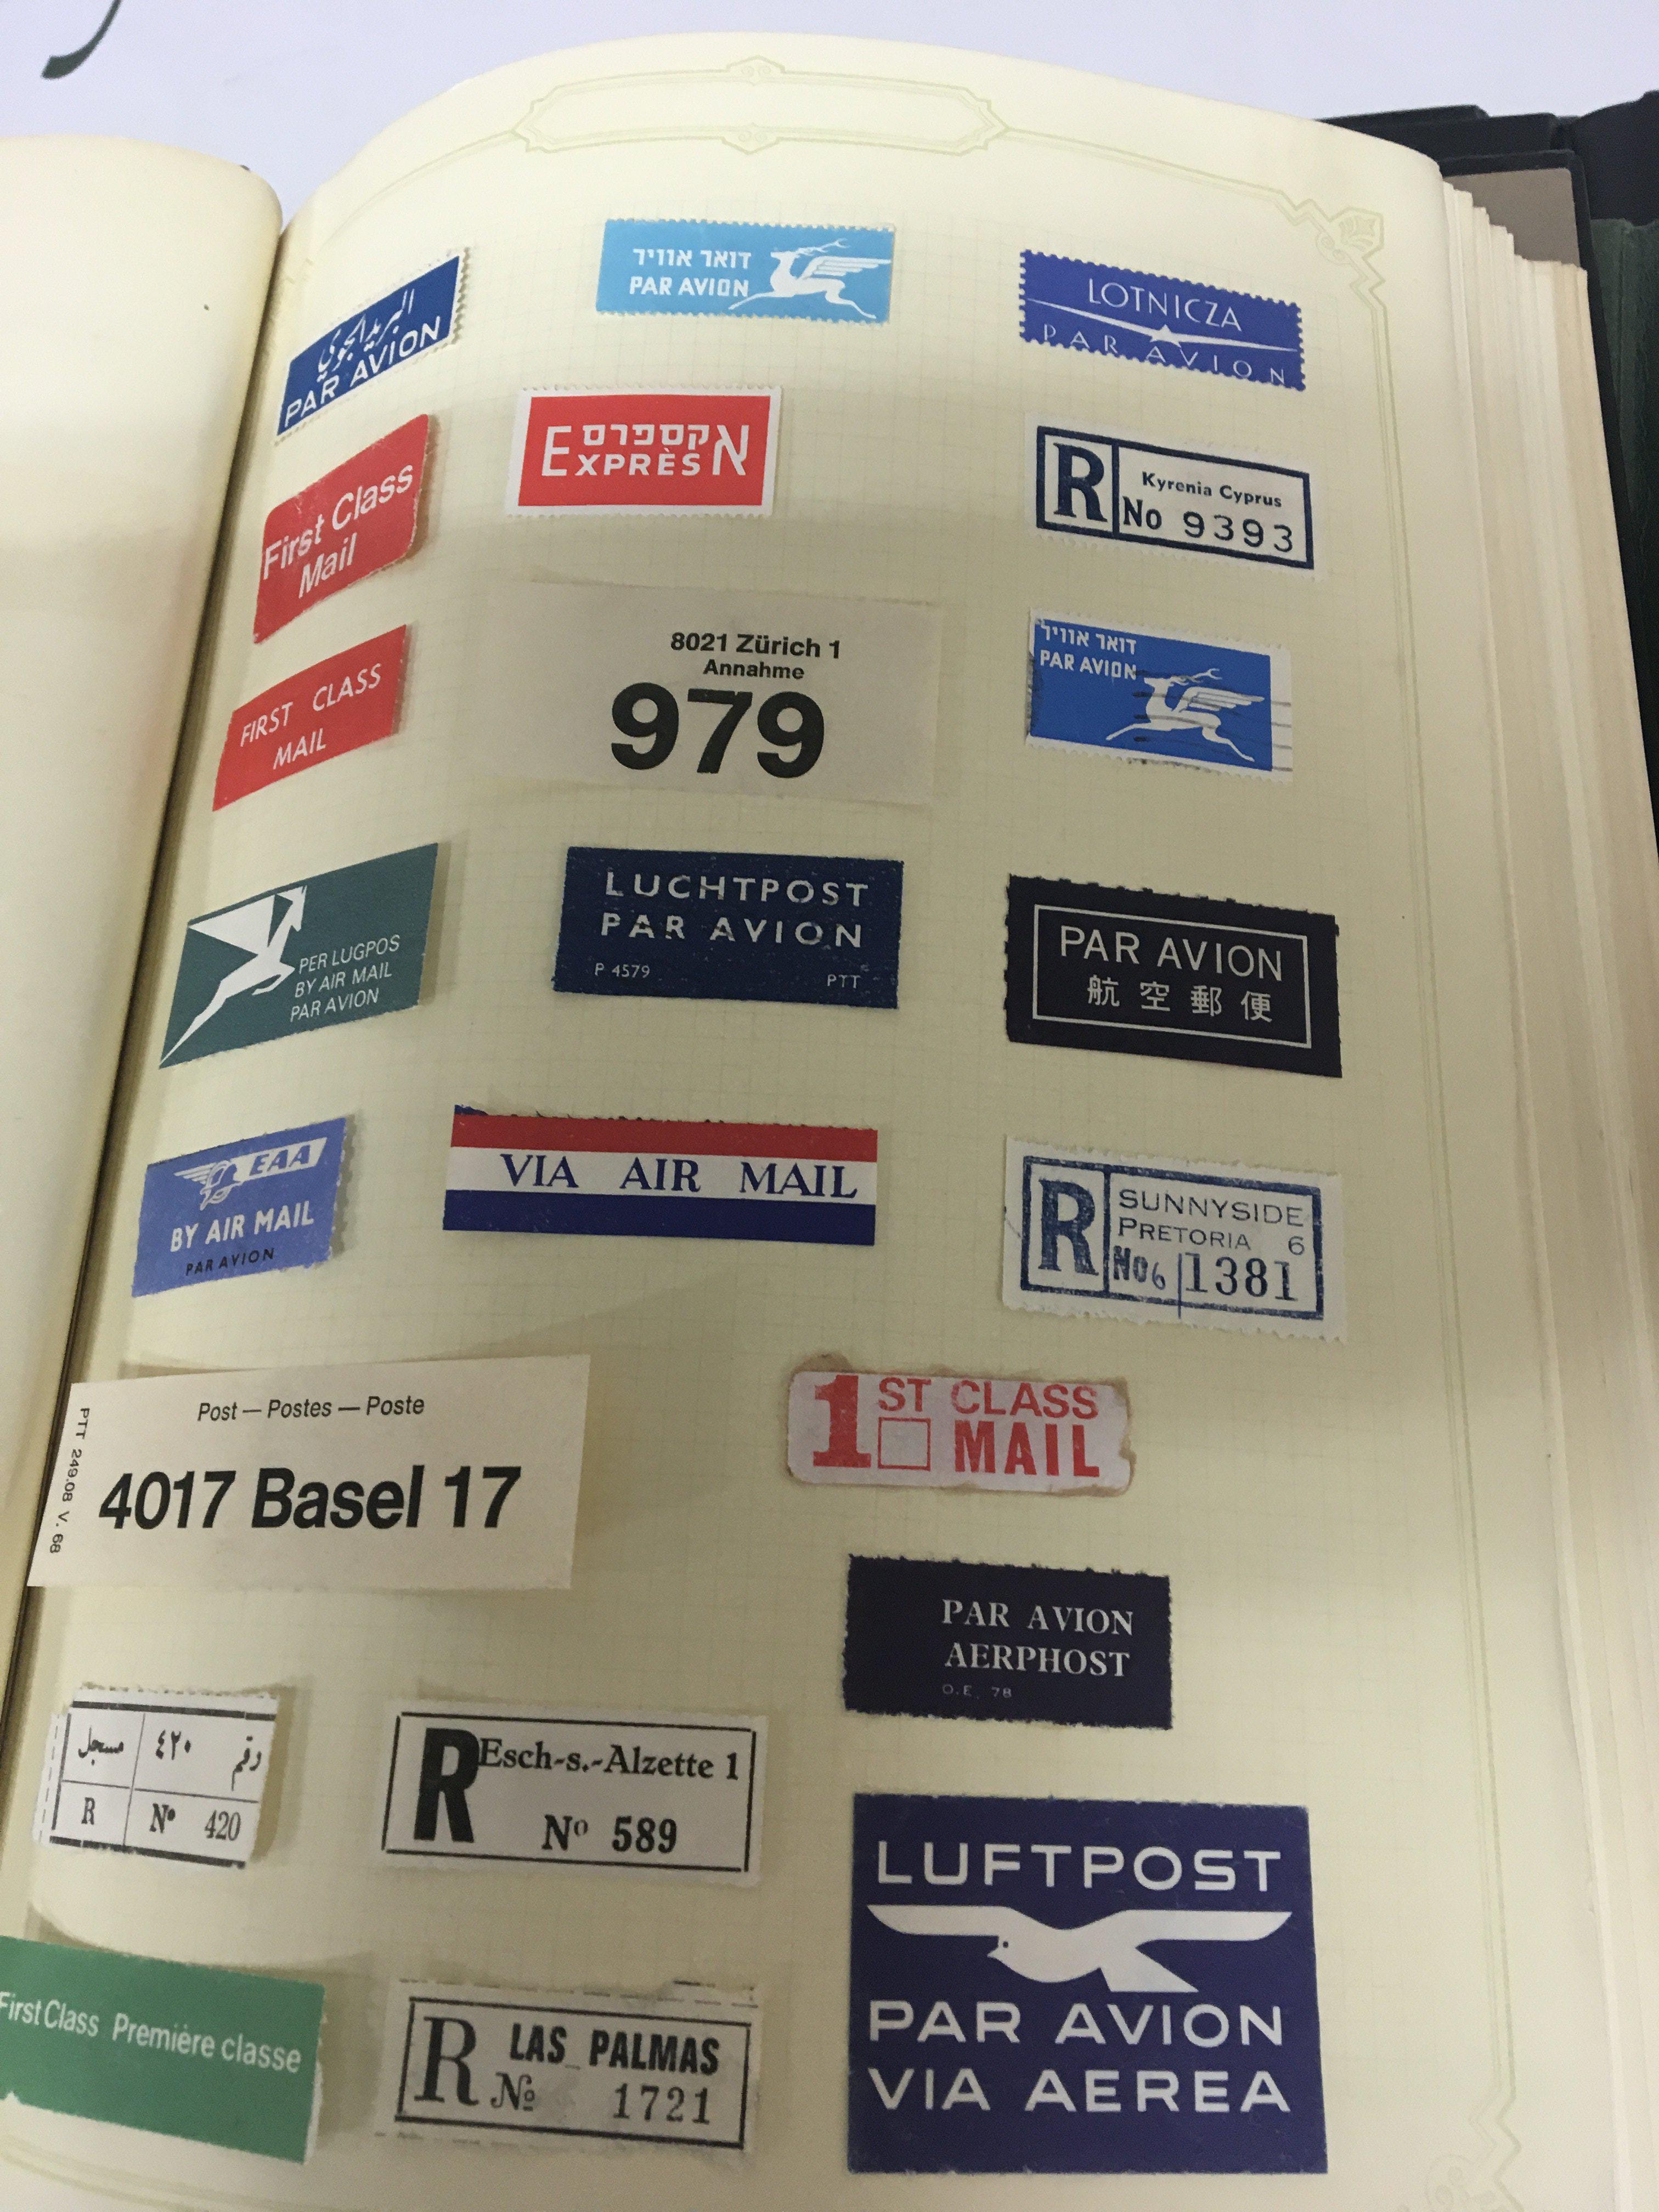 البريد الجوي
PAR AVION
דואר אוויר
PAR AVION
LOTNICZA
PAR AVION
First Class
Mail
אקספרס
EXPRÈS
R
Kyrenia Cyprus
No 9393
FIRST CLASS
MAIL
8021 Zürich 1
Annahme
979
דואר אוויר
PAR AVION
PER LUGPOS
BY AIR MAIL
PAR AVION
LUCHTPOST
PAR AVION
P 4579 PTT
PAR AVION
航空郵便
EAA
BY AIR MAIL
PAR AVION
VIA AIR MAIL
R
SUNNYSIDE
PRETORIA 6
No 6 1381
Post — Postes — Poste
4017 Basel 17
PTT 249.08 V. 68
1ST CLASS
MAIL
PAR AVION
AERPHOST
O.E. 78
مسجل رقم ٤٢٠
R Nº 420
R
Esch-s.-Alzette 1
Nº 589
LUFTPOST
PAR AVION
VIA AEREA
First Class Première classe
R
LAS PALMAS
№ 1721